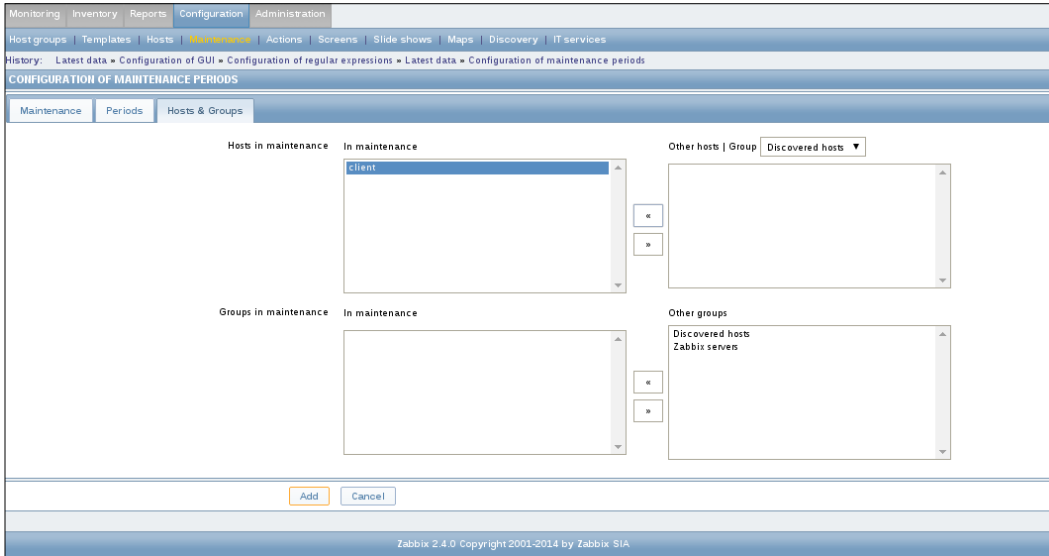 Monitoring Inventory Reports Configuration Administration
Host groups | Templates | Hosts | Maintenance | Actions | Screens | Slide shows | Maps | Discovery | IT services
History: Latest data » Configuration of GUI » Configuration of regular expressions » Latest data » Configuration of maintenance periods
CONFIGURATION OF MAINTENANCE PERIODS
Maintenance Periods Hosts & Groups
Hosts in maintenance In maintenance Other hosts | Group Discovered hosts ▼
client
«
»
Groups in maintenance In maintenance Other groups
Discovered hosts
Zabbix servers
«
»
Add Cancel
Zabbix 2.4.0 Copyright 2001-2014 by Zabbix SIA